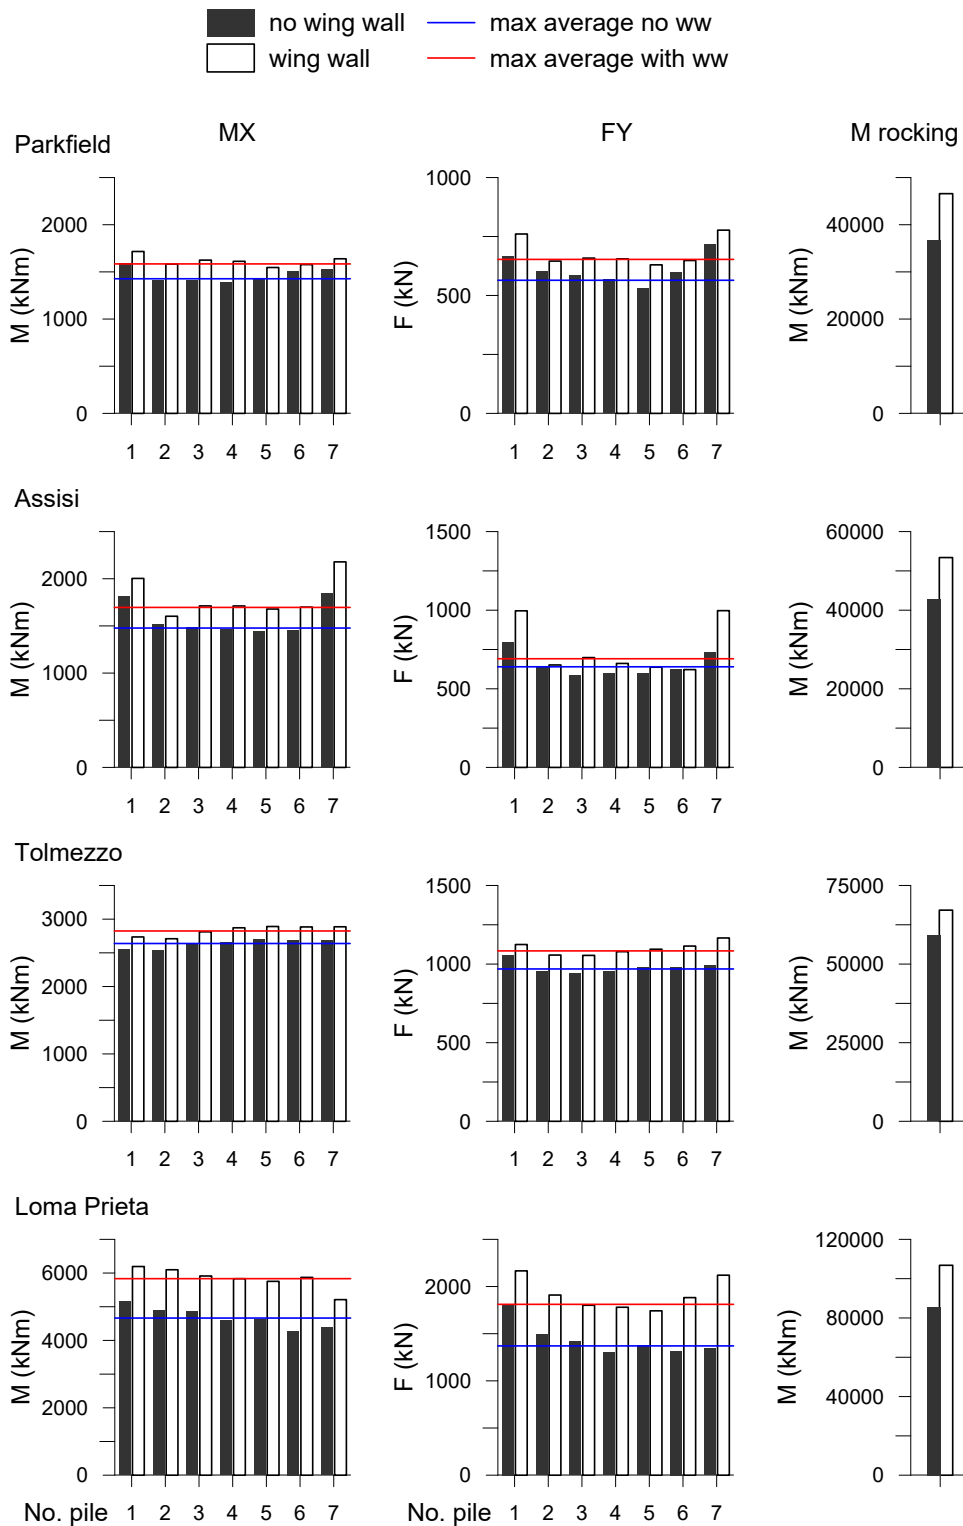 no wing wall max average no ww
wing wall max average with ww
MX FY M rocking
Parkfield
M (kNm)
2000
1000
0
1 2 3 4 5 6 7
F (kN)
1000
500
0
1 2 3 4 5 6 7
M (kNm)
40000
20000
0
Assisi
M (kNm)
2000
1000
0
1 2 3 4 5 6 7
F (kN)
1500
1000
500
0
1 2 3 4 5 6 7
M (kNm)
60000
40000
20000
0
Tolmezzo
M (kNm)
3000
2000
1000
0
1 2 3 4 5 6 7
F (kN)
1500
1000
500
0
1 2 3 4 5 6 7
M (kNm)
75000
50000
25000
0
Loma Prieta
M (kNm)
6000
4000
2000
0
No. pile 1 2 3 4 5 6 7
F (kN)
2000
1000
0
No. pile 1 2 3 4 5 6 7
M (kNm)
120000
80000
40000
0